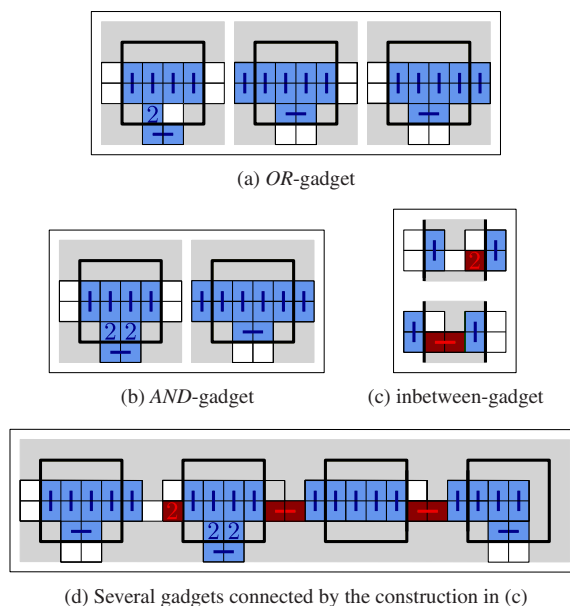 2
(a) OR-gadget
2 2
2
(b) AND-gadget
(c) inbetween-gadget
2
2 2
(d) Several gadgets connected by the construction in (c)